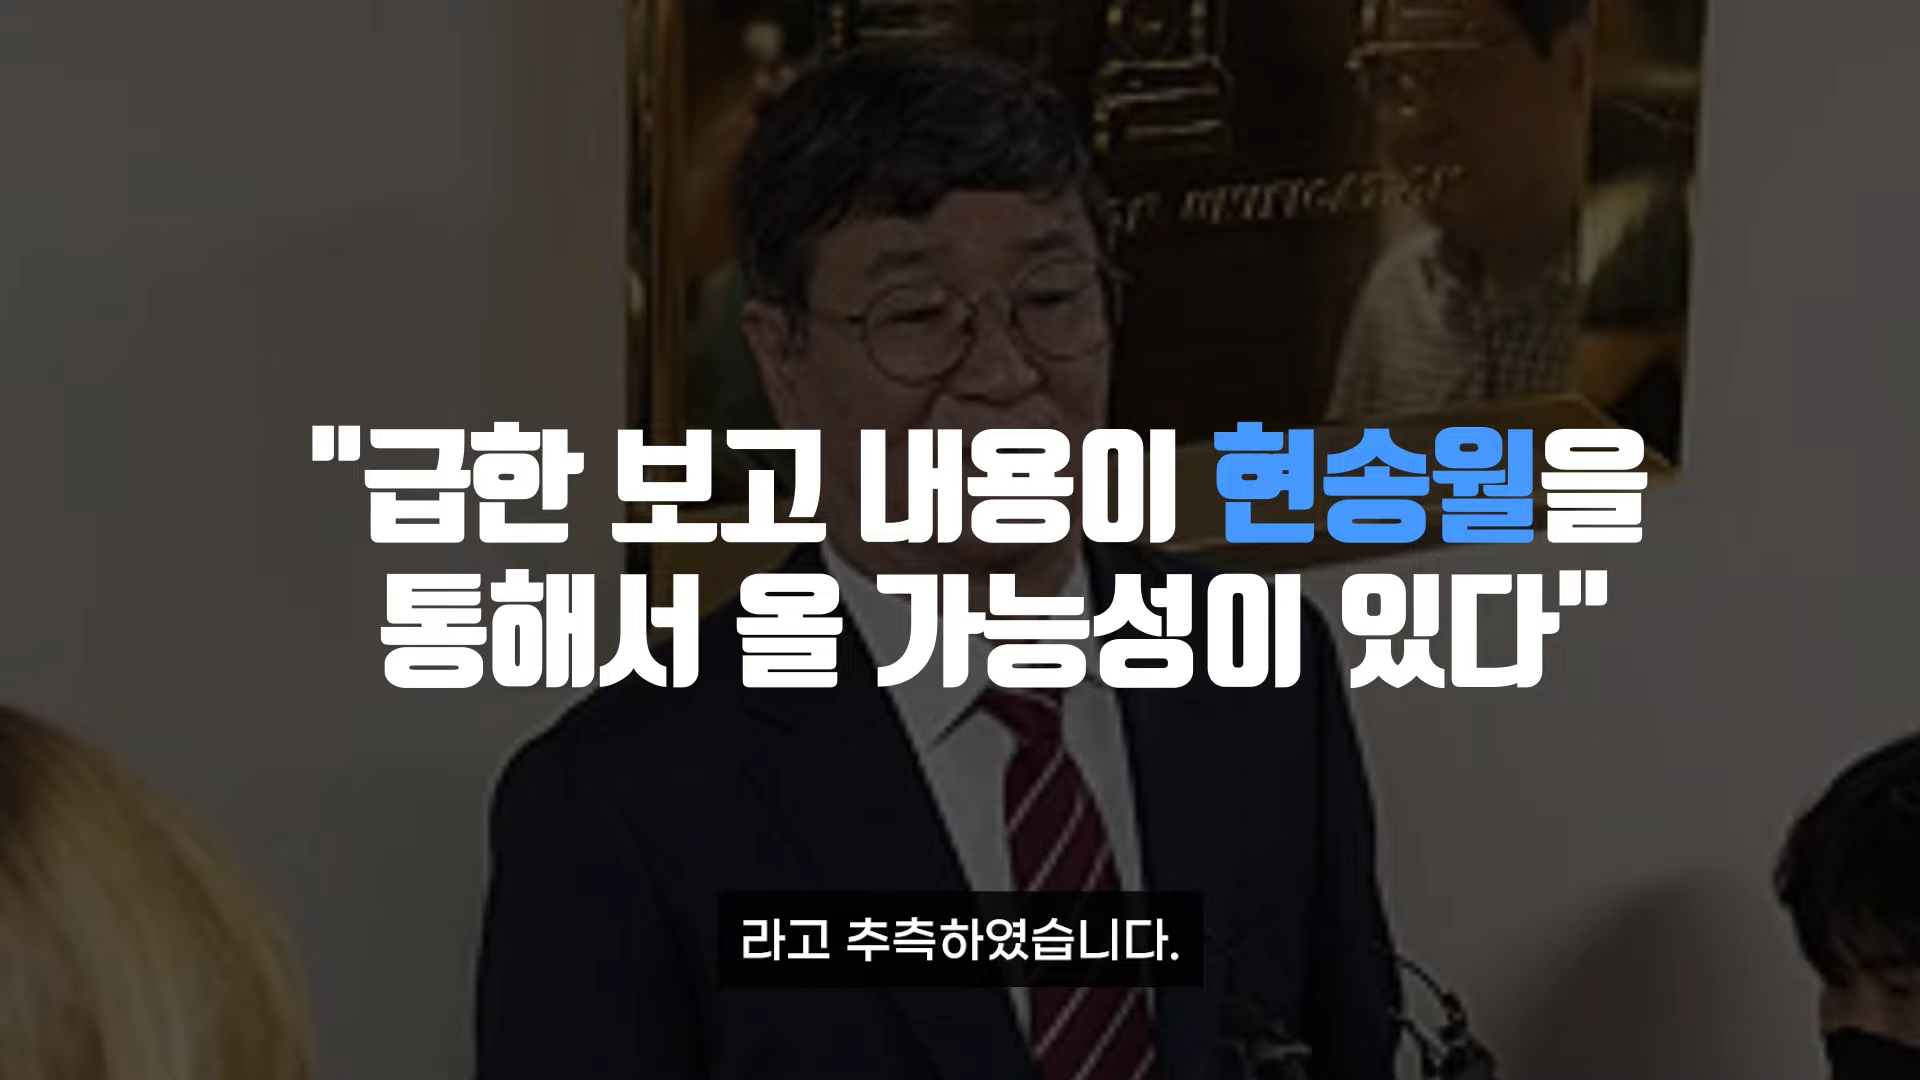 "급한 보고 내용이 현송월을
통해서 올 가능성이 있다"
라고 추측하였습니다.